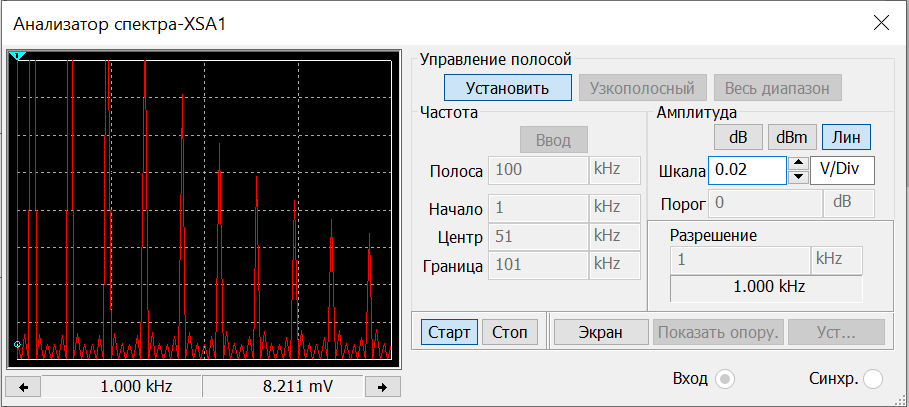 Анализатор спектра-XSA1
1
Управление полосой
Установить Узкополосный Весь диапазон
Частота
Ввод
Полоса 100 kHz
Начало 1 kHz
Центр 51 kHz
Граница 101 kHz
Амплитуда
dB dBm Лин
Шкала 0.02 V/Div
Порог 0 dB
Разрешение
1 kHz
1.000 kHz
Старт Стоп Экран Показать опору. Уст...
1.000 kHz 8.211 mV
Вход Синхр.